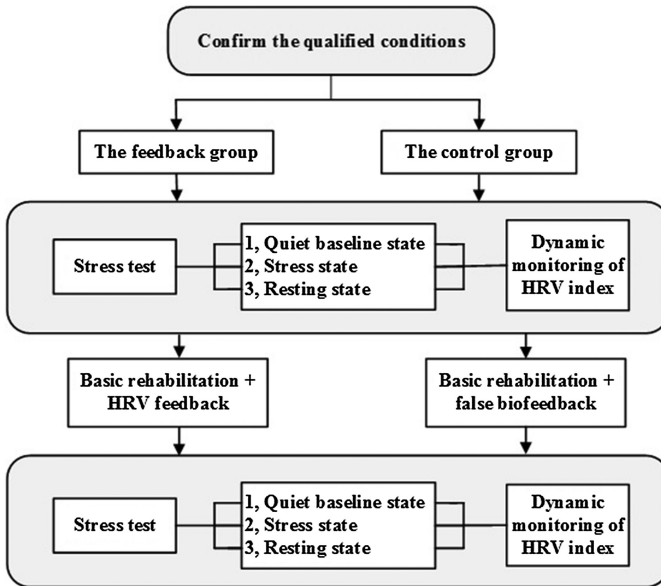 Confirm the qualified conditions
The feedback group
The control group
Stress test
1, Quiet baseline state
2, Stress state
3, Resting state
Dynamic
monitoring of
HRV index
Basic rehabilitation +
HRV feedback
Basic rehabilitation +
false biofeedback
Stress test
1, Quiet baseline state
2, Stress state
3, Resting state
Dynamic
monitoring of
HRV index